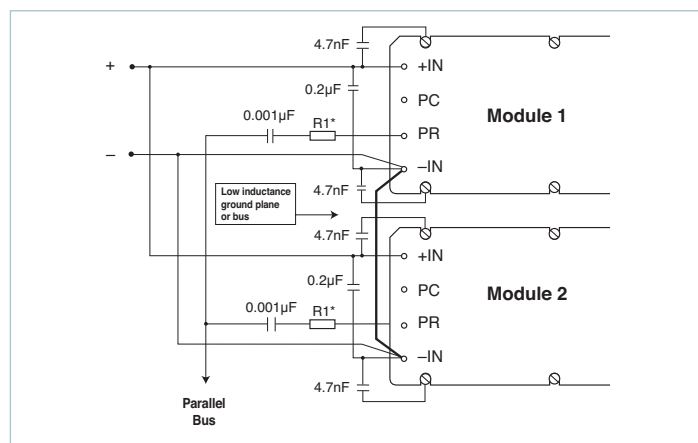 4.7nF
+
+IN
0.2µF
PC
Module 1
0.001µF
R1*
PR
–
–IN
4.7nF
Low inductance
ground plane
or bus
4.7nF
+IN
0.2µF
PC
Module 2
0.001µF
R1*
PR
–IN
4.7nF
Parallel
Bus